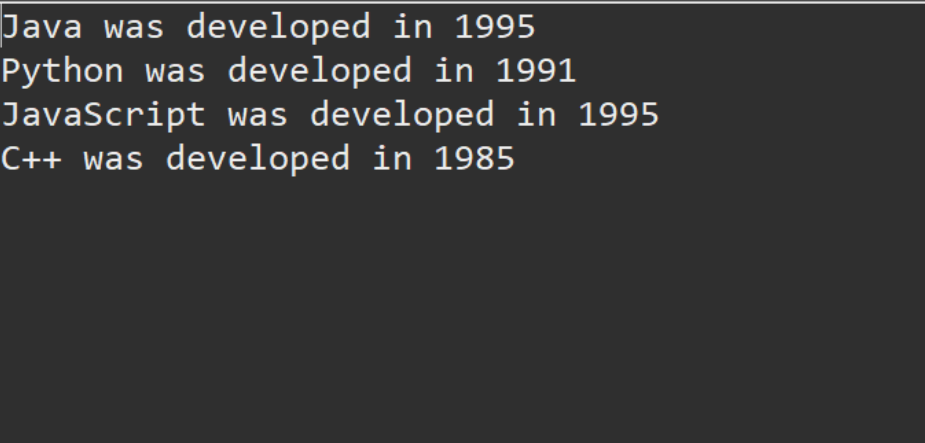 Java was developed in 1995
Python was developed in 1991
JavaScript was developed in 1995
C++ was developed in 1985